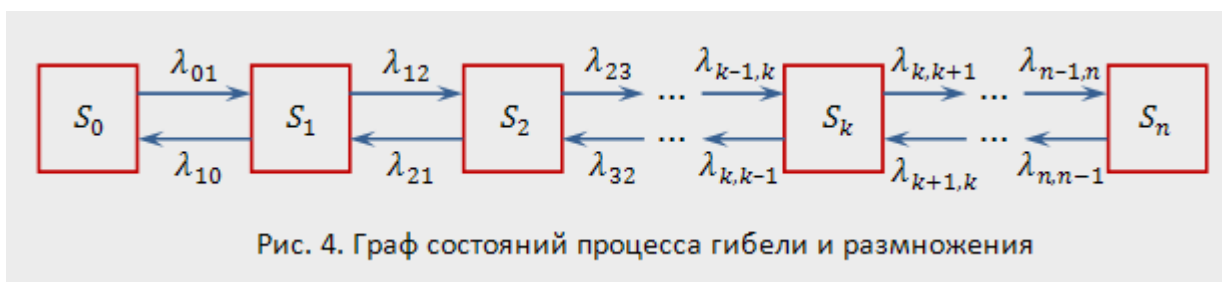 λ₀₁ λ₁₂ λ₂₃ λₖ₋₁,ₖ λₖ,ₖ₊₁ λₙ₋₁,ₙ
S₀ S₁ S₂ ... ... Sₖ ... ... Sₙ
λ₁₀ λ₂₁ λ₃₂ λₖ,ₖ₋₁ λₖ₊₁,ₖ λₙ,ₙ₋₁
Рис. 4. Граф состояний процесса гибели и размножения